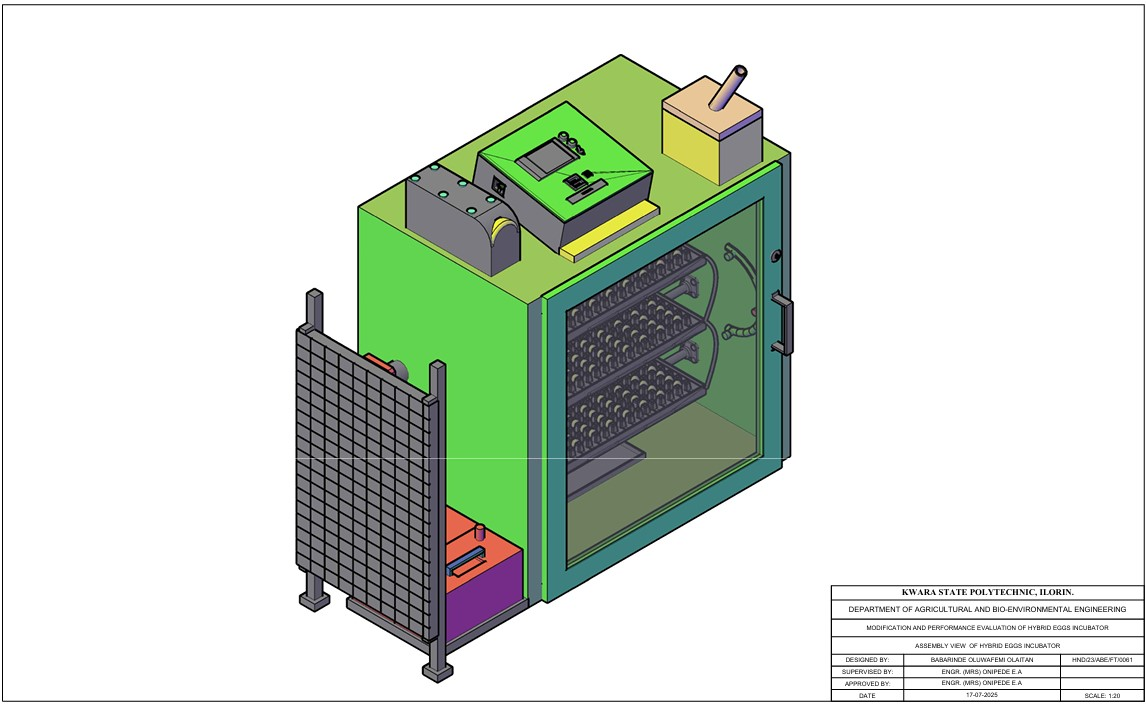 KWARA STATE POLYTECHNIC, ILORIN.
DEPARTMENT OF AGRICULTURAL AND BIO-ENVIRONMENTAL ENGINEERING
MODIFICATION AND PERFORMANCE EVALUATION OF HYBRID EGGS INCUBATOR
ASSEMBLY VIEW OF HYBRID EGGS INCUBATOR
DESIGNED BY: BABARINDE OLUWAFEMI OLAITAN HND/23/ABE/FT/0061
SUPERVISED BY: ENGR. (MRS) ONIPEDE E.A
APPROVED BY: ENGR. (MRS) ONIPEDE E.A
DATE 17-07-2025 SCALE: 1:20